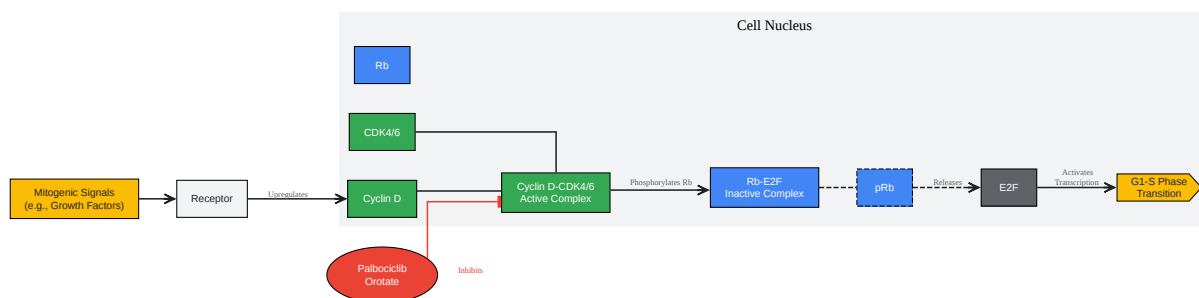 Cell Nucleus
Rb
CDK4/6
Mitogenic Signals
(e.g., Growth Factors)
Receptor
Upregulates
Cyclin D
Cyclin D-CDK4/6
Active Complex
Phosphorylates Rb
Rb-E2F
Inactive Complex
pRb
Releases
E2F
Activates
Transcription
G1-S Phase
Transition
Palbociclib
Orotate
Inhibits